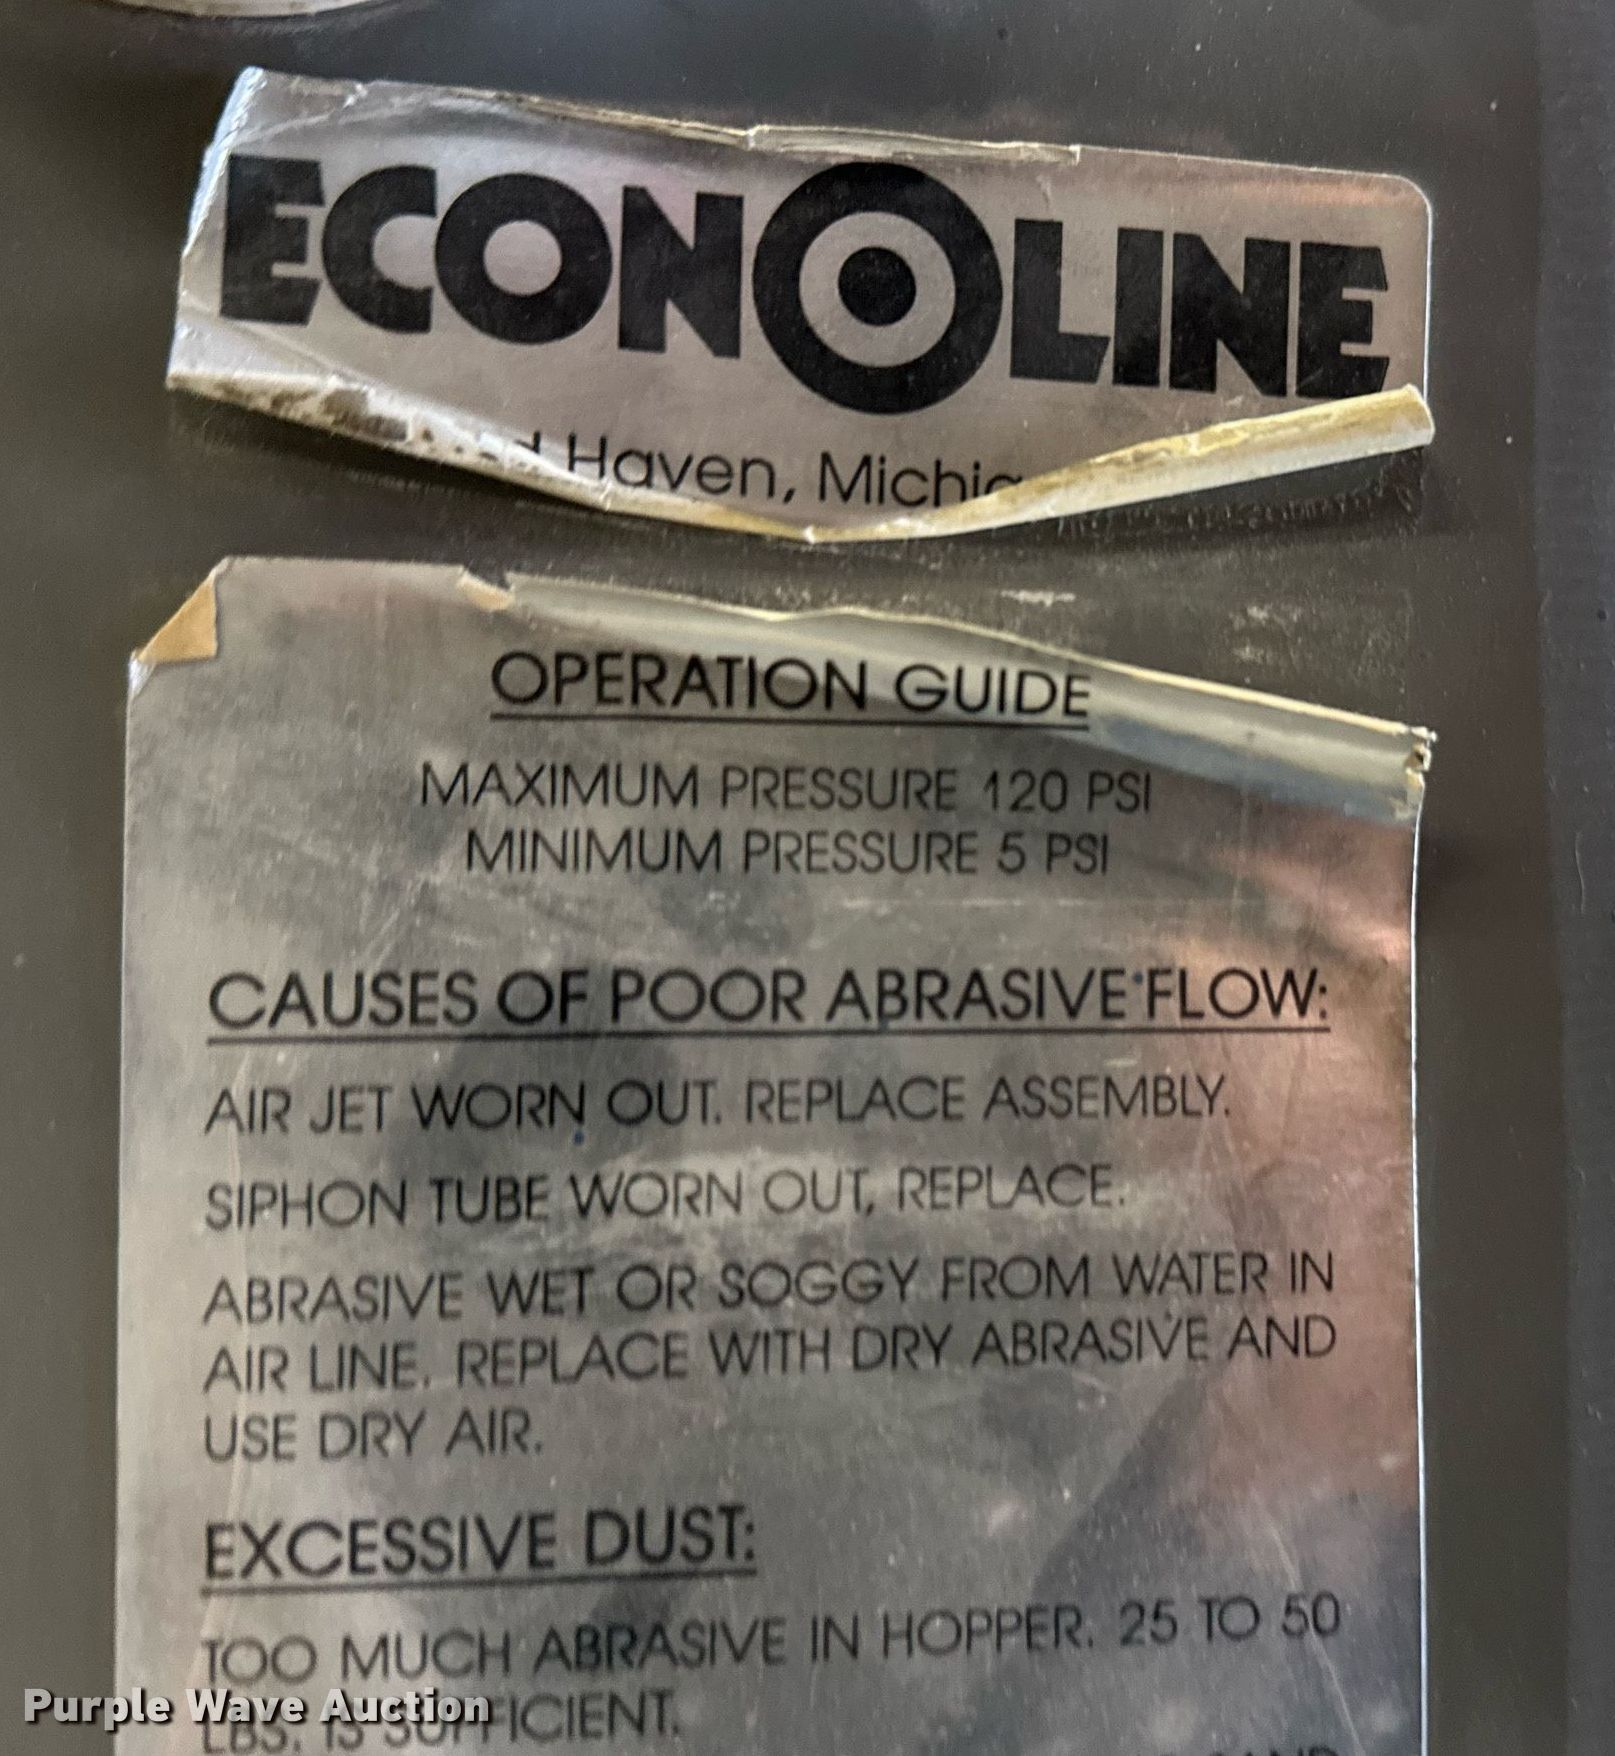 ECONOLINE
d Haven, Michig
OPERATION GUIDE
MAXIMUM PRESSURE 120 PSI
MINIMUM PRESSURE 5 PSI
CAUSES OF POOR ABRASIVE FLOW:
AIR JET WORN OUT. REPLACE ASSEMBLY.
SIPHON TUBE WORN OUT, REPLACE.
ABRASIVE WET OR SOGGY FROM WATER IN
AIR LINE. REPLACE WITH DRY ABRASIVE AND
USE DRY AIR.
EXCESSIVE DUST:
TOO MUCH ABRASIVE IN HOPPER. 25 TO 50
LBS. IS SUFFICIENT.
Purple Wave Auction